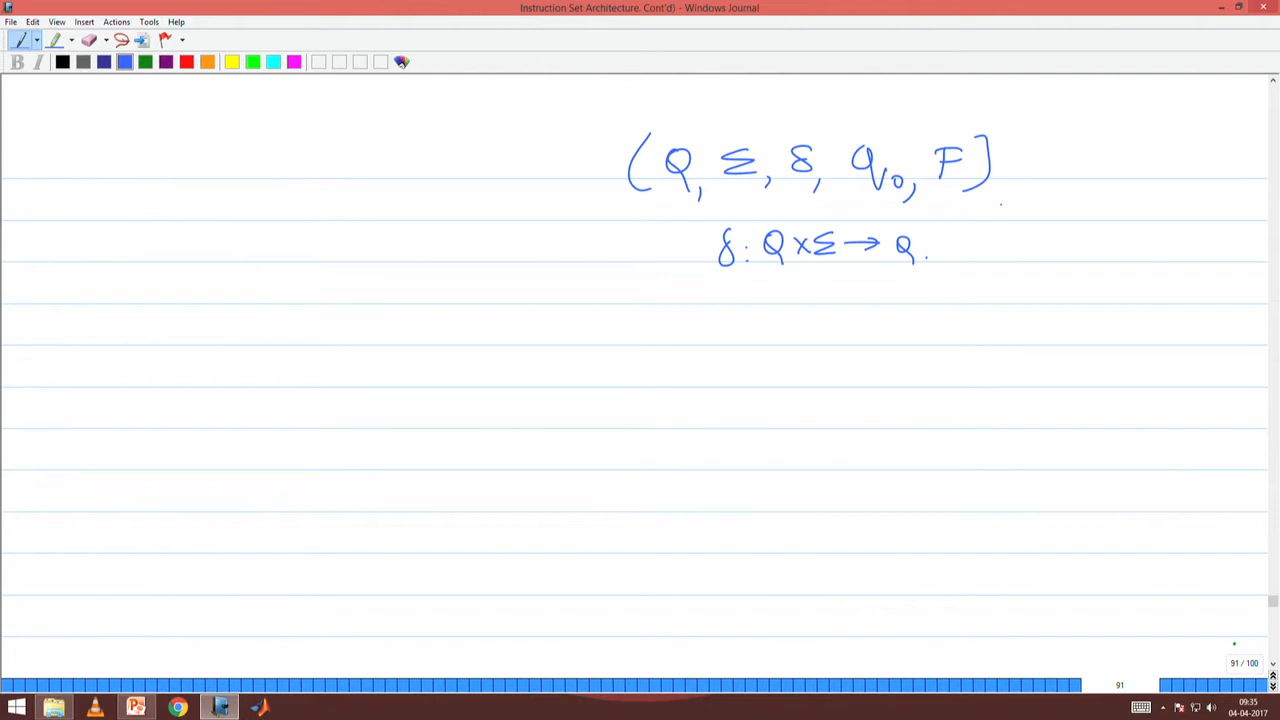 Instruction Set Architecture. Cont'd) - Windows Journal
File Edit View Insert Actions Tools Help
B I
(Q, Σ, δ, q₀, F)
δ: Q×Σ → Q.
91 / 100
91
09:35
04-04-2017